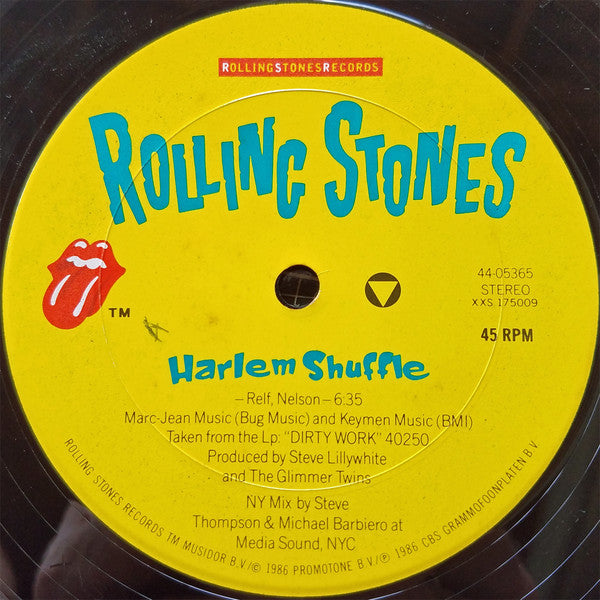 ROLLINGSTONESRECORDS
ROLLING STONES
TM
44-05365
STEREO
XXS 175009
45 RPM
Harlem Shuffle
–Relf, Nelson–6:35
Marc-Jean Music (Bug Music) and Keymen Music (BMI)
Taken from the Lp: "DIRTY WORK" 40250
Produced by Steve Lillywhite
and The Glimmer Twins
NY Mix by Steve
Thompson & Michael Barbiero at
Media Sound, NYC
ROLLING STONES RECORDS TM MUSIDOR B.V./© 1986 PROMOTONE B.V./℗ 1986 CBS GRAMMOFOONPLATEN B.V.